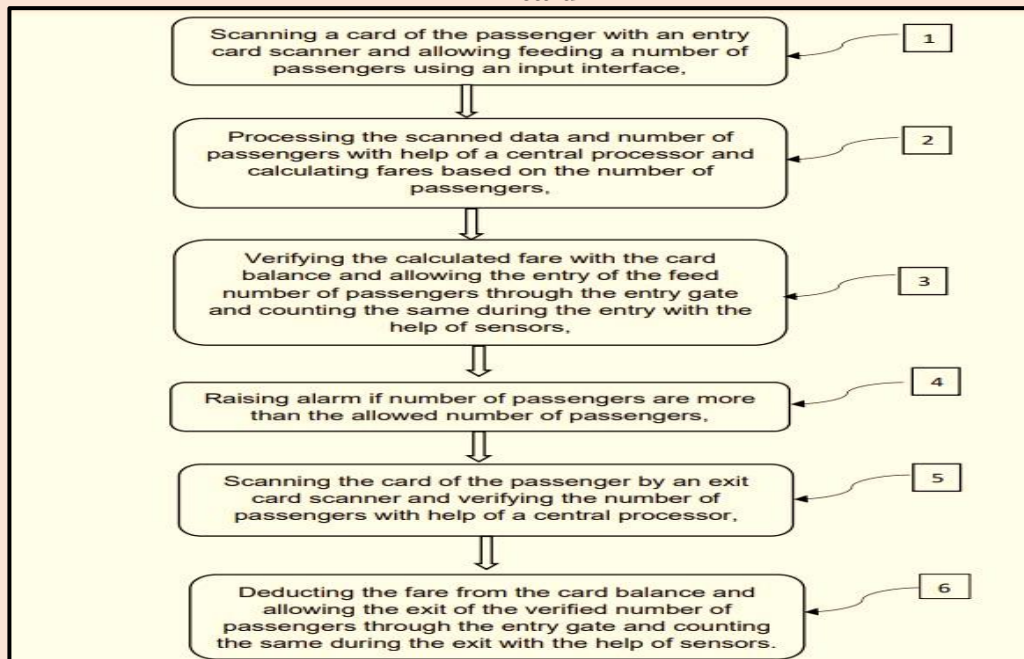 Scanning a card of the passenger with an entry
card scanner and allowing feeding a number of
passengers using an input interface,
1
Processing the scanned data and number of
passengers with help of a central processor and
calculating fares based on the number of
passengers,
2
Verifying the calculated fare with the card
balance and allowing the entry of the feed
number of passengers through the entry gate
and counting the same during the entry with the
help of sensors,
3
Raising alarm if number of passengers are more
than the allowed number of passengers,
4
Scanning the card of the passenger by an exit
card scanner and verifying the number of
passengers with help of a central processor,
5
Deducting the fare from the card balance and
allowing the exit of the verified number of
passengers through the entry gate and counting
the same during the exit with the help of sensors.
6